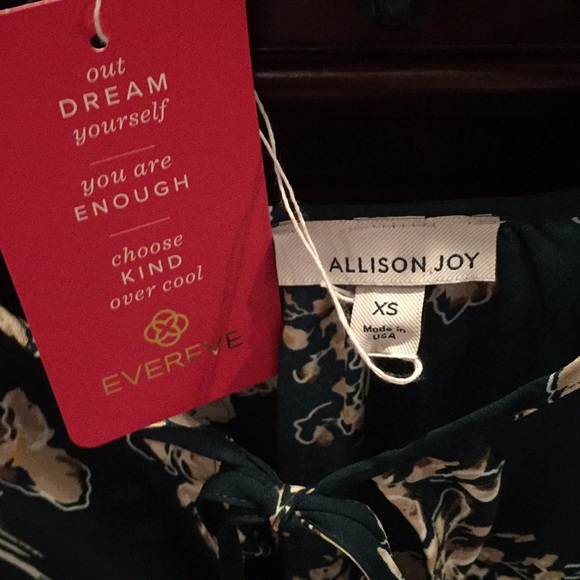 out
DREAM
yourself
you are
ENOUGH
choose
KIND
over cool
EVEREVE
ALLISON JOY
XS
Made in
USA